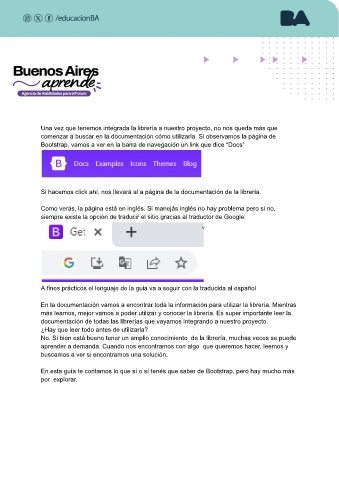 /educacionBA
BA
Buenos Aires
aprende
Agencia de Habilidades para el Futuro
Una vez que tenemos integrada la librería a nuestro proyecto, no nos queda más que
comenzar a buscar en la documentación cómo utilizarla. Si observamos la página de
Bootstrap, vamos a ver en la barra de navegación un link que dice “Docs”
B Docs Examples Icons Themes Blog
Si hacemos click ahí, nos llevará al a página de la documentación de la librería.
Como verás, la página está en inglés. Si manejás inglés no hay problema pero si no,
siempre existe la opción de traducir el sitio gracias al traductor de Google:
B Get × +
G
A fines prácticos el lenguaje de la guía va a seguir con la traducida al español
En la documentación vamos a encontrar toda la información para utilizar la librería. Mientras
más leamos, mejor vamos a poder utilizar y conocer la librería. Es super importante leer la
documentación de todas las librerías que vayamos integrando a nuestro proyecto.
¿Hay que leer todo antes de utilizarla?
No. Si bien está bueno tener un amplio conocimiento de la librería, muchas veces se puede
aprender a demanda. Cuando nos encontramos con algo que queremos hacer, leemos y
buscamos a ver si encontramos una solución.
En esta guía te contamos lo que sí o sí tenés que saber de Bootstrap, pero hay mucho más
por explorar.